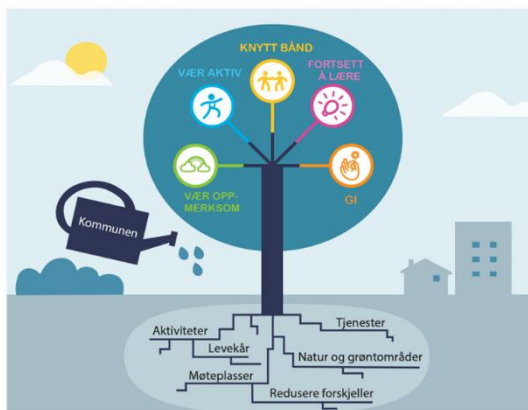 KNYTT BÅND
VÆR AKTIV
FORTSETT
Å LÆRE
VÆR OPP-
MERKSOM
GI
Kommunen
Aktiviteter
Tjenester
Levekår
Natur og grøntområder
Møteplasser
Redusere forskjeller